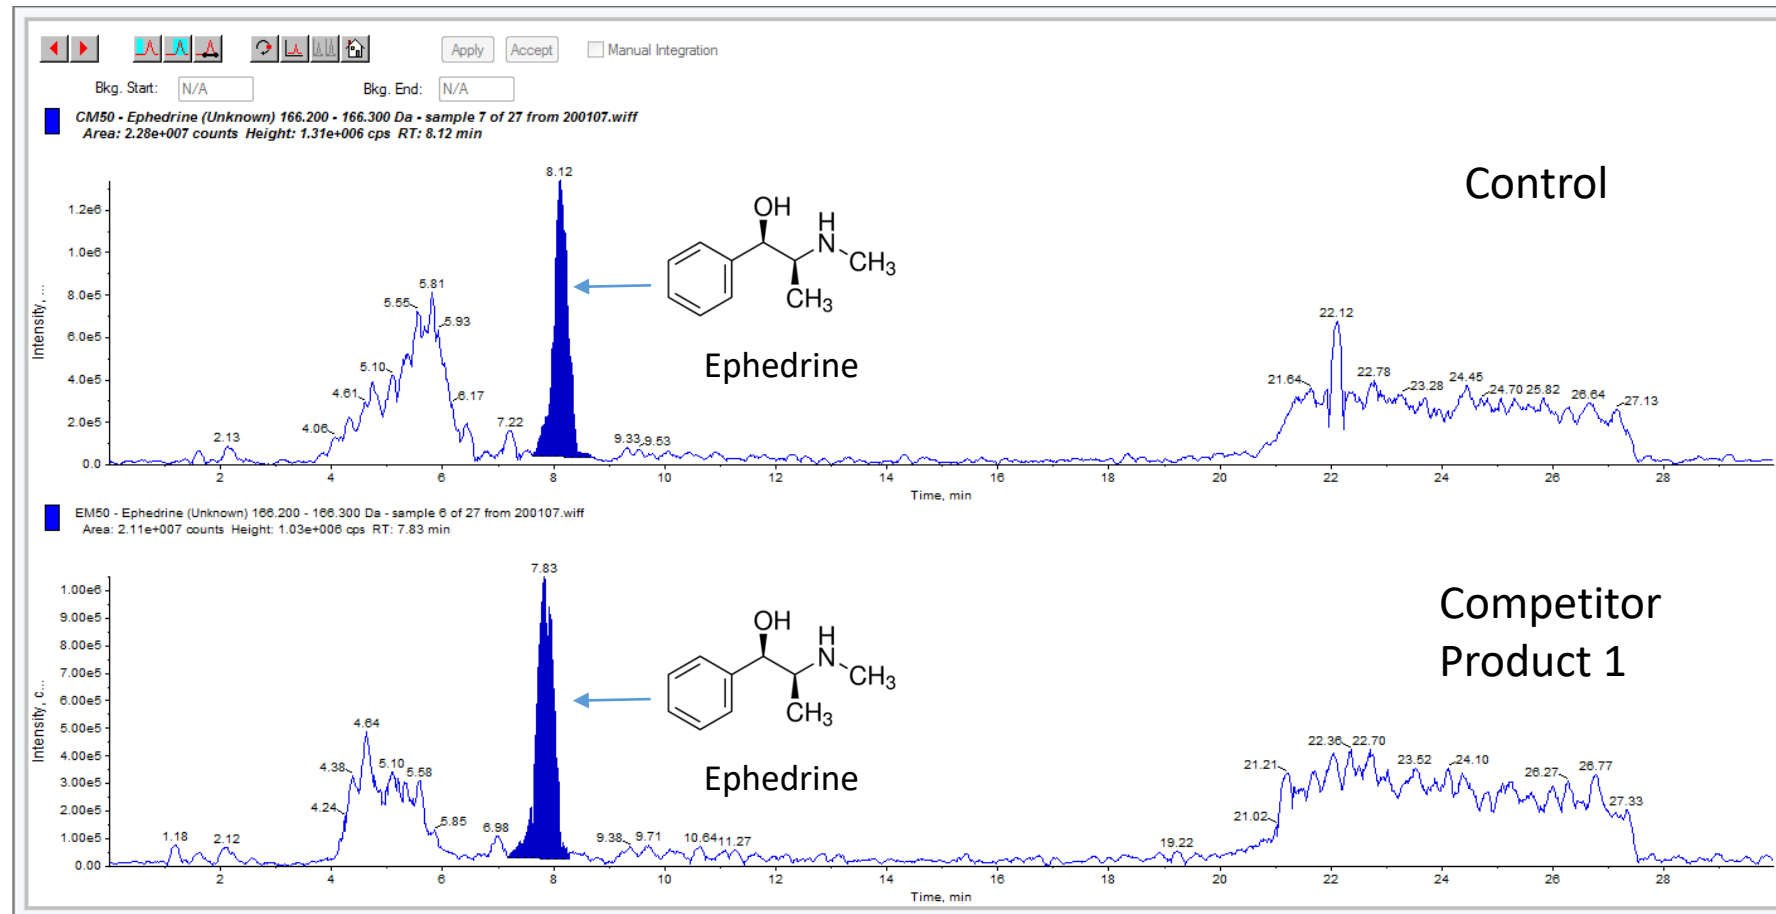 Apply Accept Manual Integration
Bkg. Start: N/A Bkg. End: N/A
CM50 - Ephedrine (Unknown) 166.200 - 166.300 Da - sample 7 of 27 from 200107.wiff
Area: 2.28e+007 counts Height: 1.31e+006 cps RT: 8.12 min
Control
8.12
1.2e6
1.0e6
8.0e5
6.0e5
4.0e5
2.0e5
0.0
Intensity, ...
2.13
4.06
4.61
5.10
5.55
5.81
5.93
6.17
7.22
9.33
9.53
OH
H
N
CH3
CH3
Ephedrine
21.64
22.12
22.78
23.28
24.45
24.70
25.82
26.64
27.13
2 4 6 8 10 12 14 16 18 20 22 24 26 28
Time, min
EM50 - Ephedrine (Unknown) 166.200 - 166.300 Da - sample 6 of 27 from 200107.wiff
Area: 2.11e+007 counts Height: 1.03e+006 cps RT: 7.83 min
Competitor
Product 1
7.83
1.00e6
9.00e5
8.00e5
7.00e5
6.00e5
5.00e5
4.00e5
3.00e5
2.00e5
1.00e5
0.00
Intensity, c...
1.18
2.12
4.24
4.38
4.64
5.10
5.58
5.85
6.98
9.38
9.71
10.64
11.27
OH
H
N
CH3
CH3
Ephedrine
19.22
21.02
21.21
22.36
22.70
23.52
24.10
26.27
26.77
27.33
2 4 6 8 10 12 14 16 18 20 22 24 26 28
Time, min